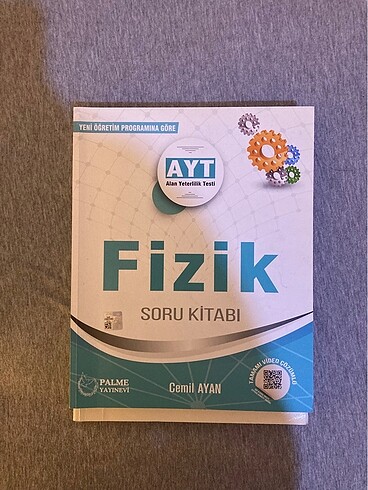 YENİ ÖĞRETİM PROGRAMINA GÖRE
AYT
Alan Yeterlilik Testi
Fizik
SORU KİTABI
PALME
YAYINEVİ
Cemil AYAN
TAMAMI VİDEO ÇÖZÜMLÜ